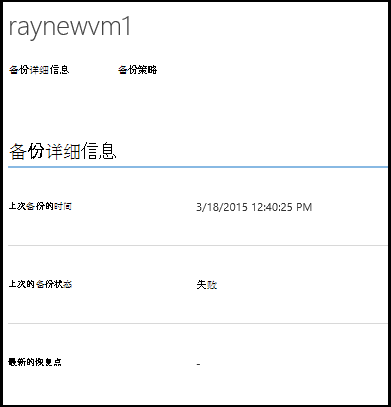 raynewvm1
备份详细信息 备份策略
备份详细信息
上次备份的时间 3/18/2015 12:40:25 PM
上次的备份状态 失败
最新的恢复点 -